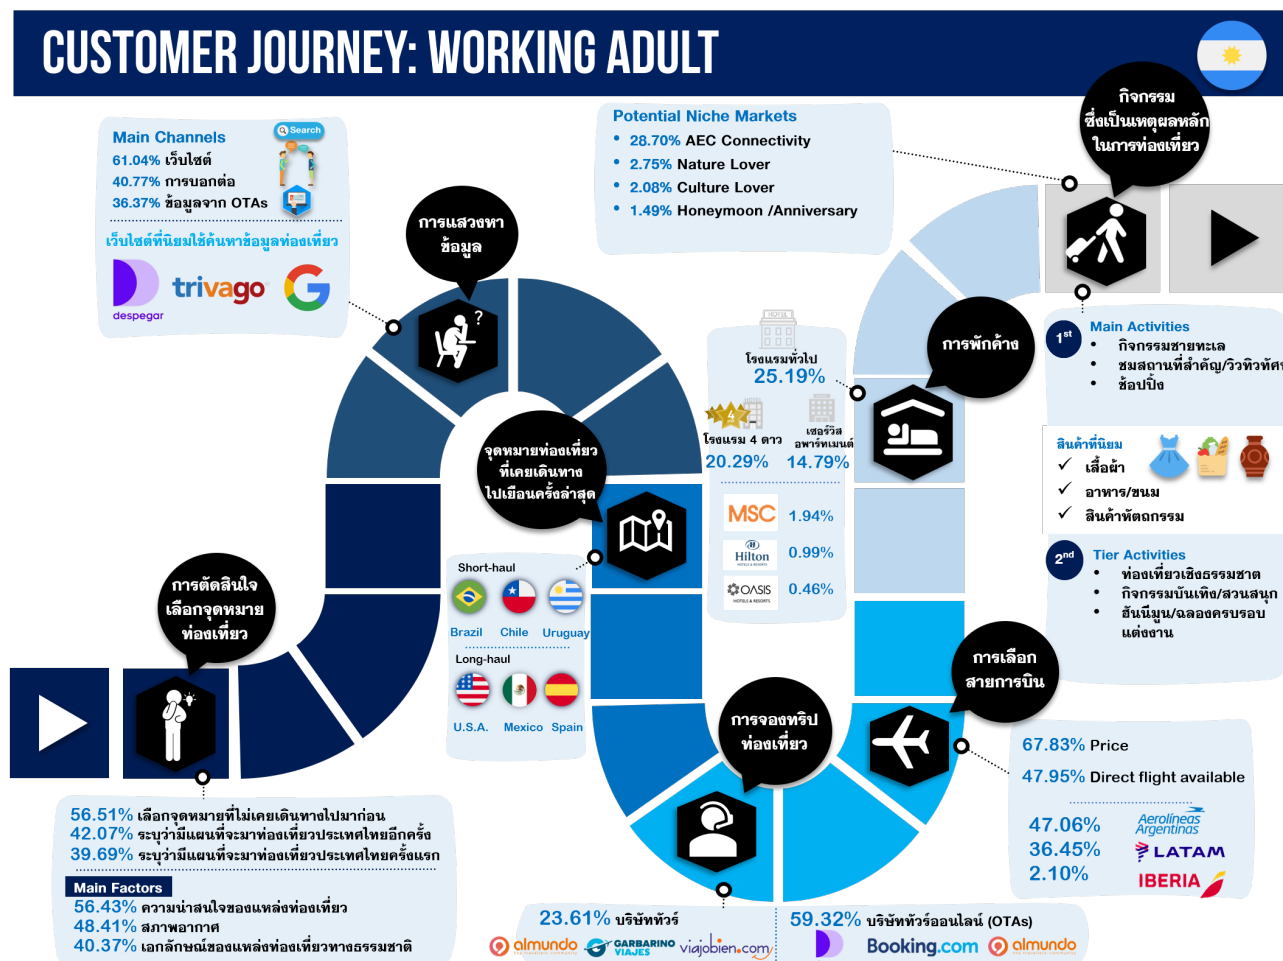 CUSTOMER JOURNEY: WORKING ADULT
Main Channels
61.04% เว็บไซต์
40.77% การบอกต่อ
36.37% ข้อมูลจาก OTAs
Search
เว็บไซต์ที่นิยมใช้ค้นหาข้อมูลท่องเที่ยว
despegar
trivago
การแสวงหา
ข้อมูล
?
Potential Niche Markets
• 28.70% AEC Connectivity
• 2.75% Nature Lover
• 2.08% Culture Lover
• 1.49% Honeymoon /Anniversary
กิจกรรม
ซึ่งเป็นเหตุผลหลัก
ในการท่องเที่ยว
1st
Main Activities
• กิจกรรมชายทะเล
• ชมสถานที่สำคัญ/วิวทิวทัศน
• ช้อปปิ้ง
สินค้าที่นิยม
✓ เสื้อผ้า
✓ อาหาร/ขนม
✓ สินค้าหัตถกรรม
2nd
Tier Activities
• ท่องเที่ยวเชิงธรรมชาติ
• กิจกรรมบันเทิง/สวนสนุก
• ฮันนีมูน/ฉลองครบรอบ
แต่งงาน
การพักค้าง
HOTEL
โรงแรมทั่วไป
25.19%
4
โรงแรม 4 ดาว
20.29%
เซอร์วิส
อพาร์ทเมนต์
14.79%
MSC 1.94%
Hilton
HOTELS & RESORTS
0.99%
OASIS
HOTELS & RESORTS
0.46%
จุดหมายท่องเที่ยว
ที่เคยเดินทาง
ไปเยือนครั้งล่าสุด
Short-haul
Brazil Chile Uruguay
Long-haul
U.S.A. Mexico Spain
การตัดสินใจ
เลือกจุดหมาย
ท่องเที่ยว
56.51% เลือกจุดหมายที่ไม่เคยเดินทางไปมาก่อน
42.07% ระบุว่ามีแผนที่จะมาท่องเที่ยวประเทศไทยอีกครั้ง
39.69% ระบุว่ามีแผนที่จะมาท่องเที่ยวประเทศไทยครั้งแรก
Main Factors
56.43% ความน่าสนใจของแหล่งท่องเที่ยว
48.41% สภาพอากาศ
40.37% เอกลักษณ์ของแหล่งท่องเที่ยวทางธรรมชาติ
การจองทริป
ท่องเที่ยว
23.61% บริษัททัวร์
almundo
GARBARINO
VIAJES
viajobien.com
59.32% บริษัททัวร์ออนไลน์ (OTAs)
Booking.com
almundo
การเลือก
สายการบิน
67.83% Price
47.95% Direct flight available
47.06% Aerolíneas
Argentinas
36.45% LATAM
2.10% IBERIA